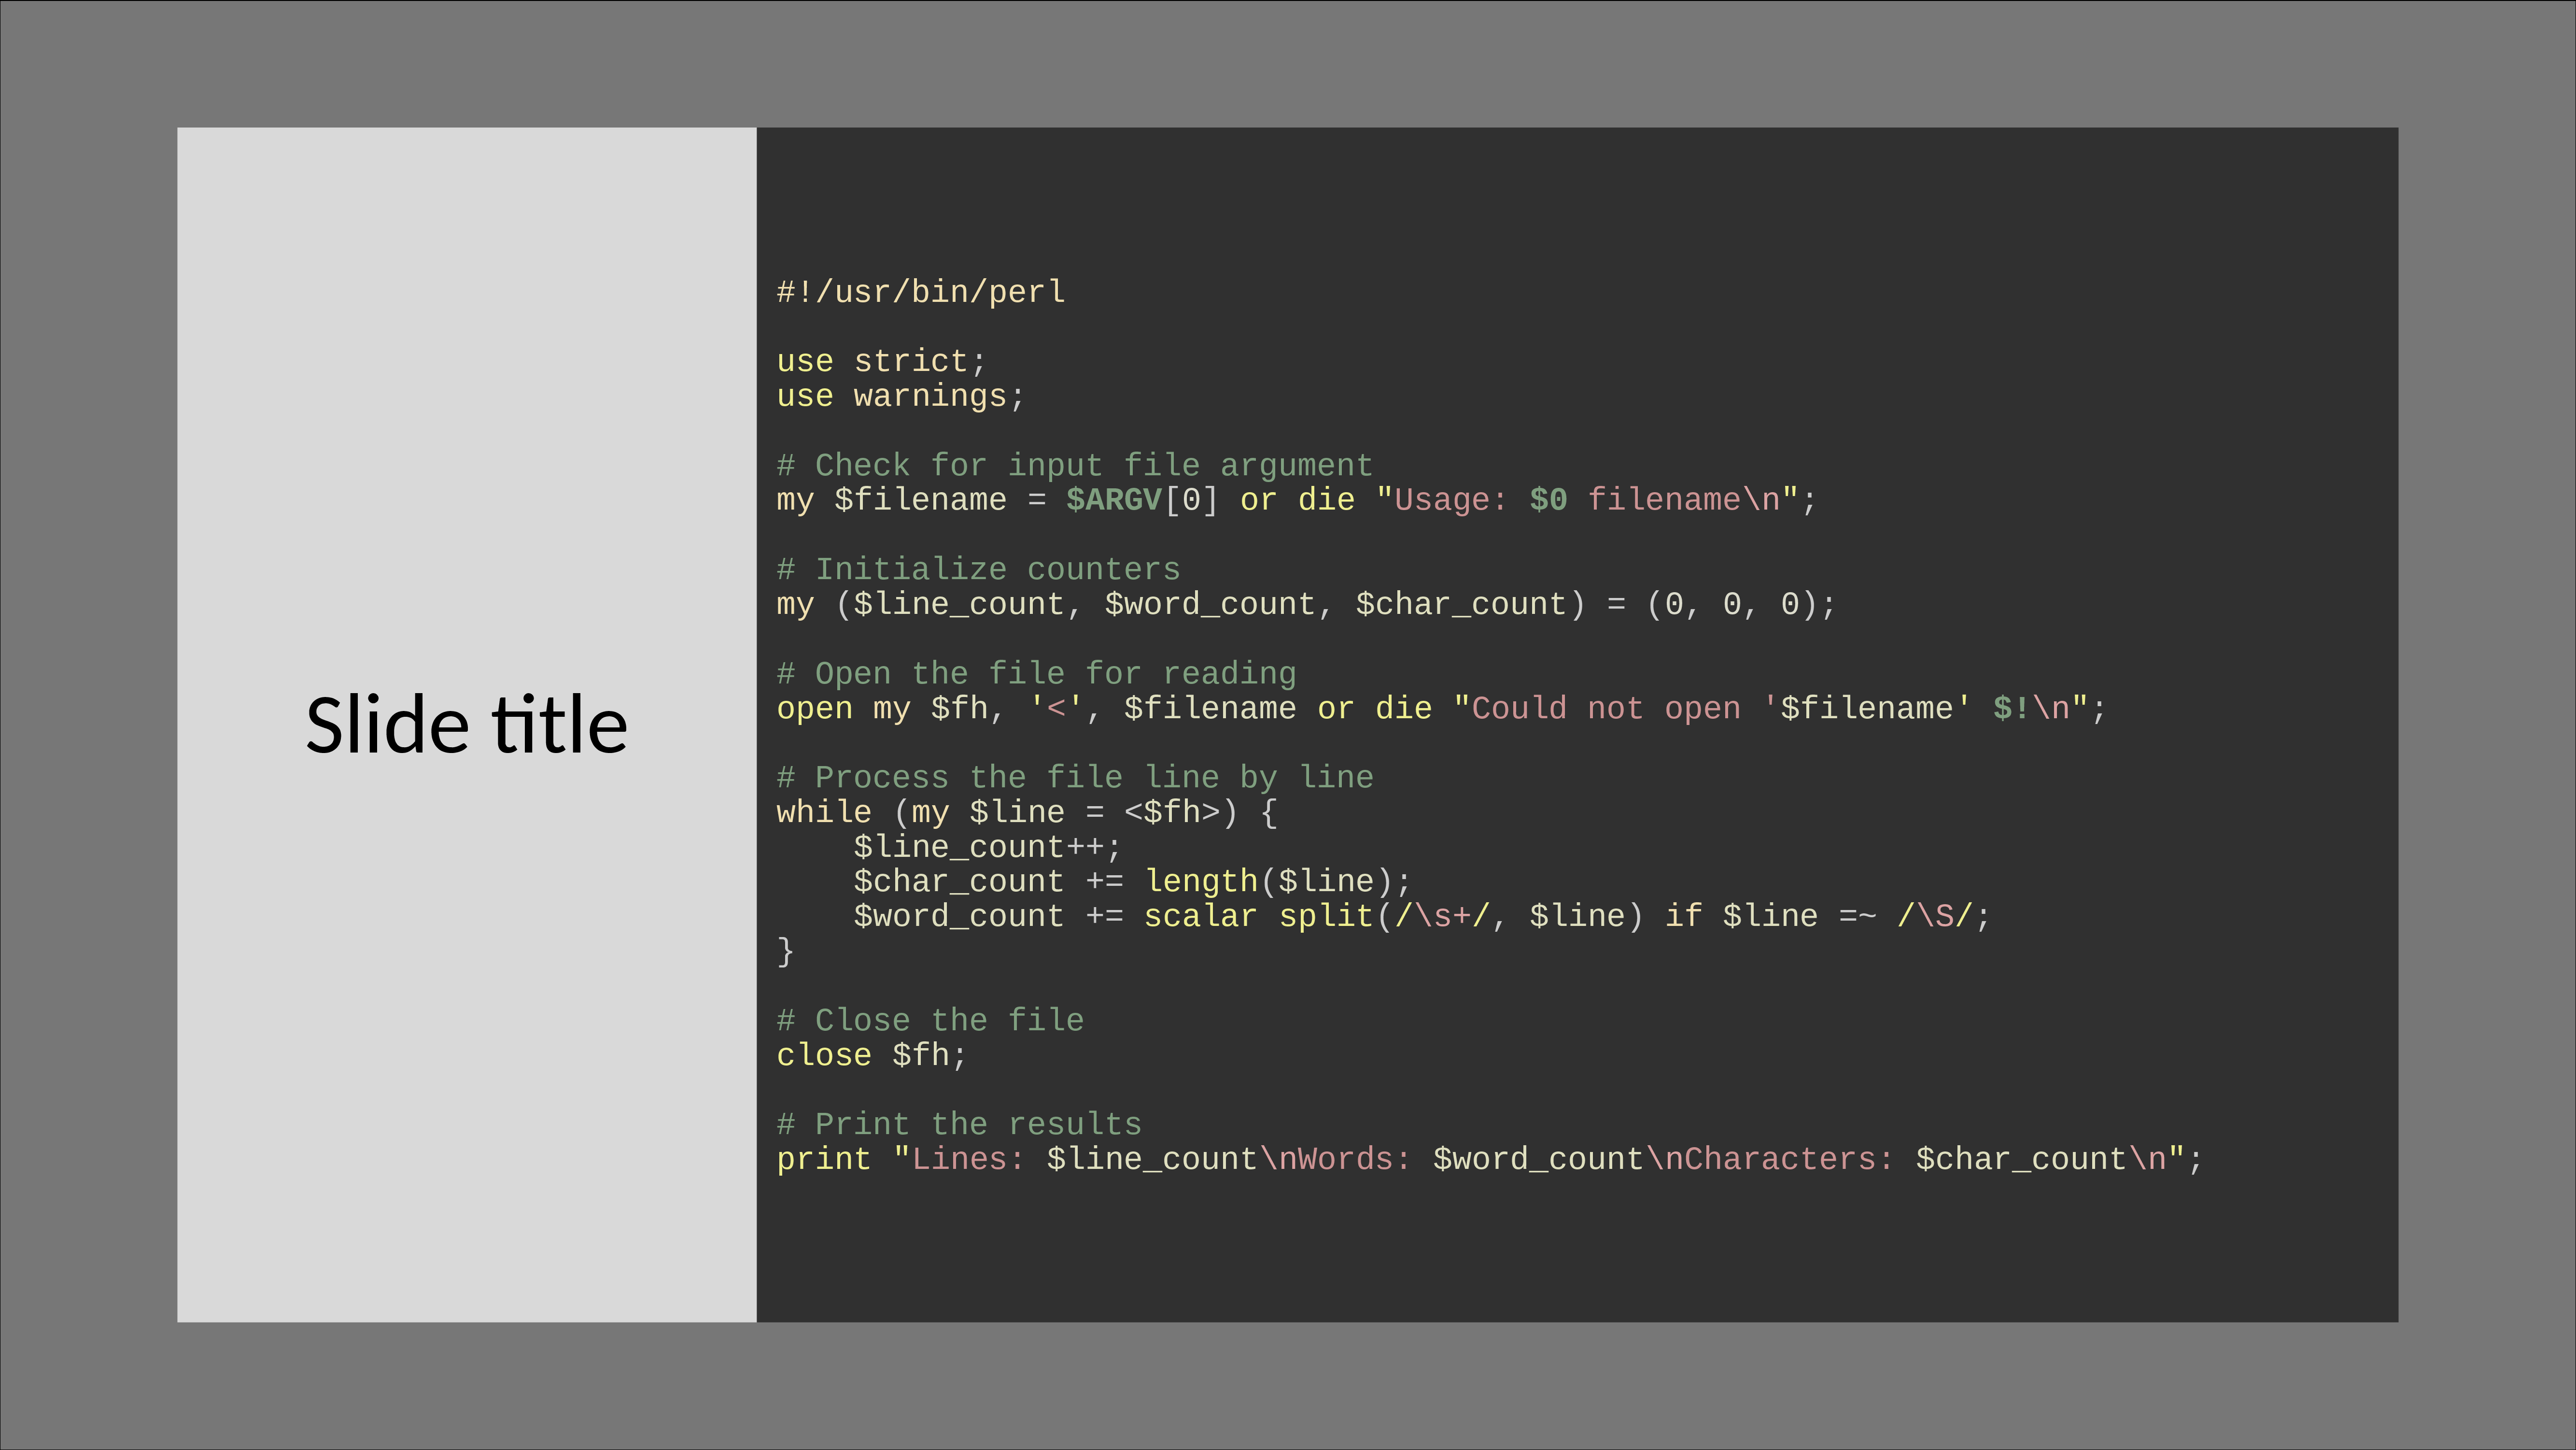 Slide title
#!/usr/bin/perl
use strict;
use warnings;
# Check for input file argument
my $filename = $ARGV[0] or die "Usage: $0 filename\n";
# Initialize counters
my ($line_count, $word_count, $char_count) = (0, 0, 0);
# Open the file for reading
open my $fh, '<', $filename or die "Could not open '$filename' $!\n";
# Process the file line by line
while (my $line = <$fh>) {
    $line_count++;
    $char_count += length($line);
    $word_count += scalar split(/\s+/, $line) if $line =~ /\S/;
}
# Close the file
close $fh;
# Print the results
print "Lines: $line_count\nWords: $word_count\nCharacters: $char_count\n";